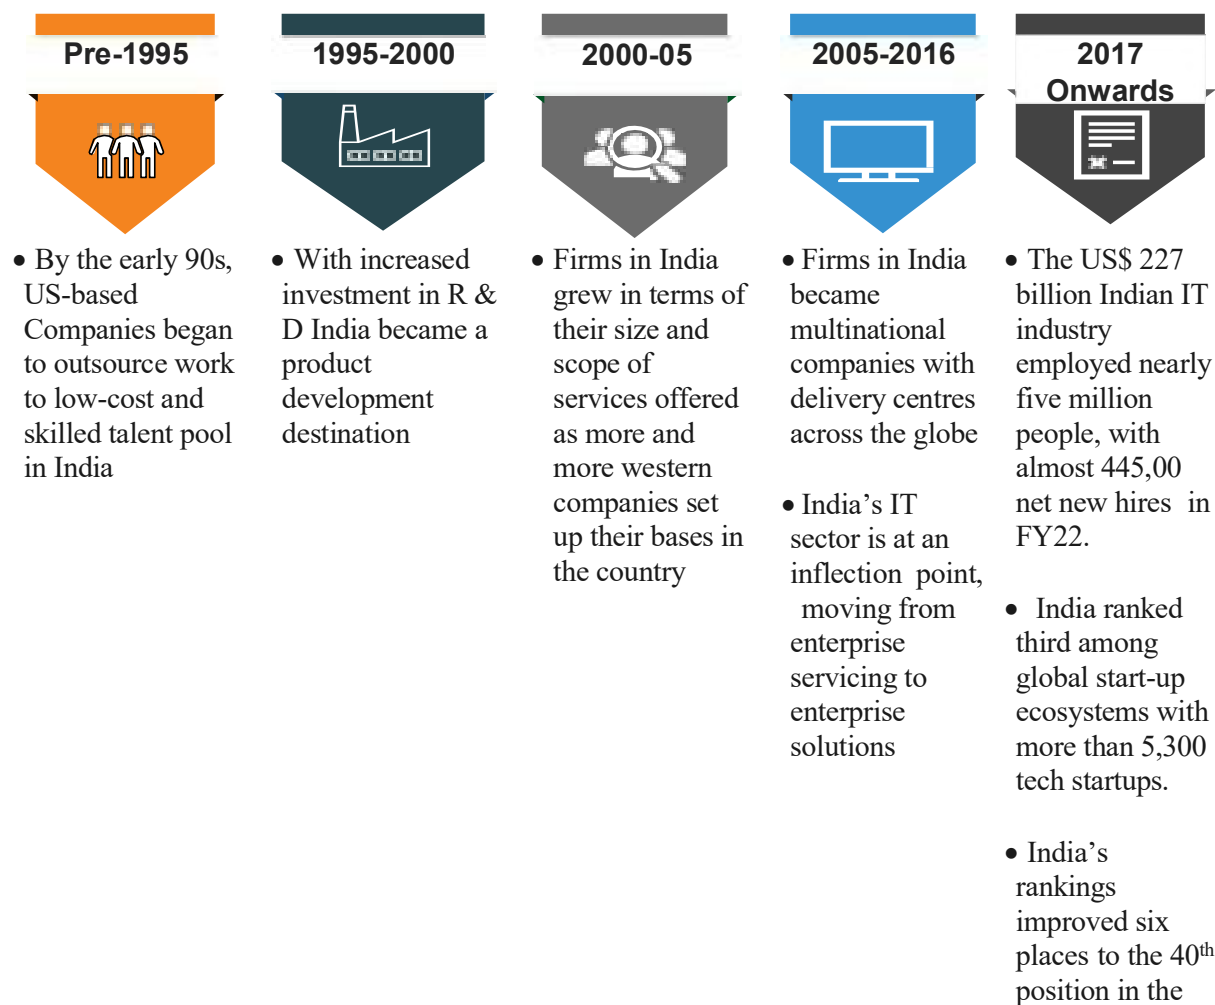 Pre-1995
• By the early 90s,
US-based
Companies began
to outsource work
to low-cost and
skilled talent pool
in India
1995-2000
• With increased
investment in R &
D India became a
product
development
destination
2000-05
• Firms in India
grew in terms of
their size and
scope of
services offered
as more and
more western
companies set
up their bases in
the country
2005-2016
• Firms in India
became
multinational
companies with
delivery centres
across the globe
• India’s IT
sector is at an
inflection point,
moving from
enterprise
servicing to
enterprise
solutions
2017
Onwards
• The US$ 227
billion Indian IT
industry
employed nearly
five million
people, with
almost 445,00
net new hires in
FY22.
• India ranked
third among
global start-up
ecosystems with
more than 5,300
tech startups.
• India’s
rankings
improved six
places to the 40th
position in the